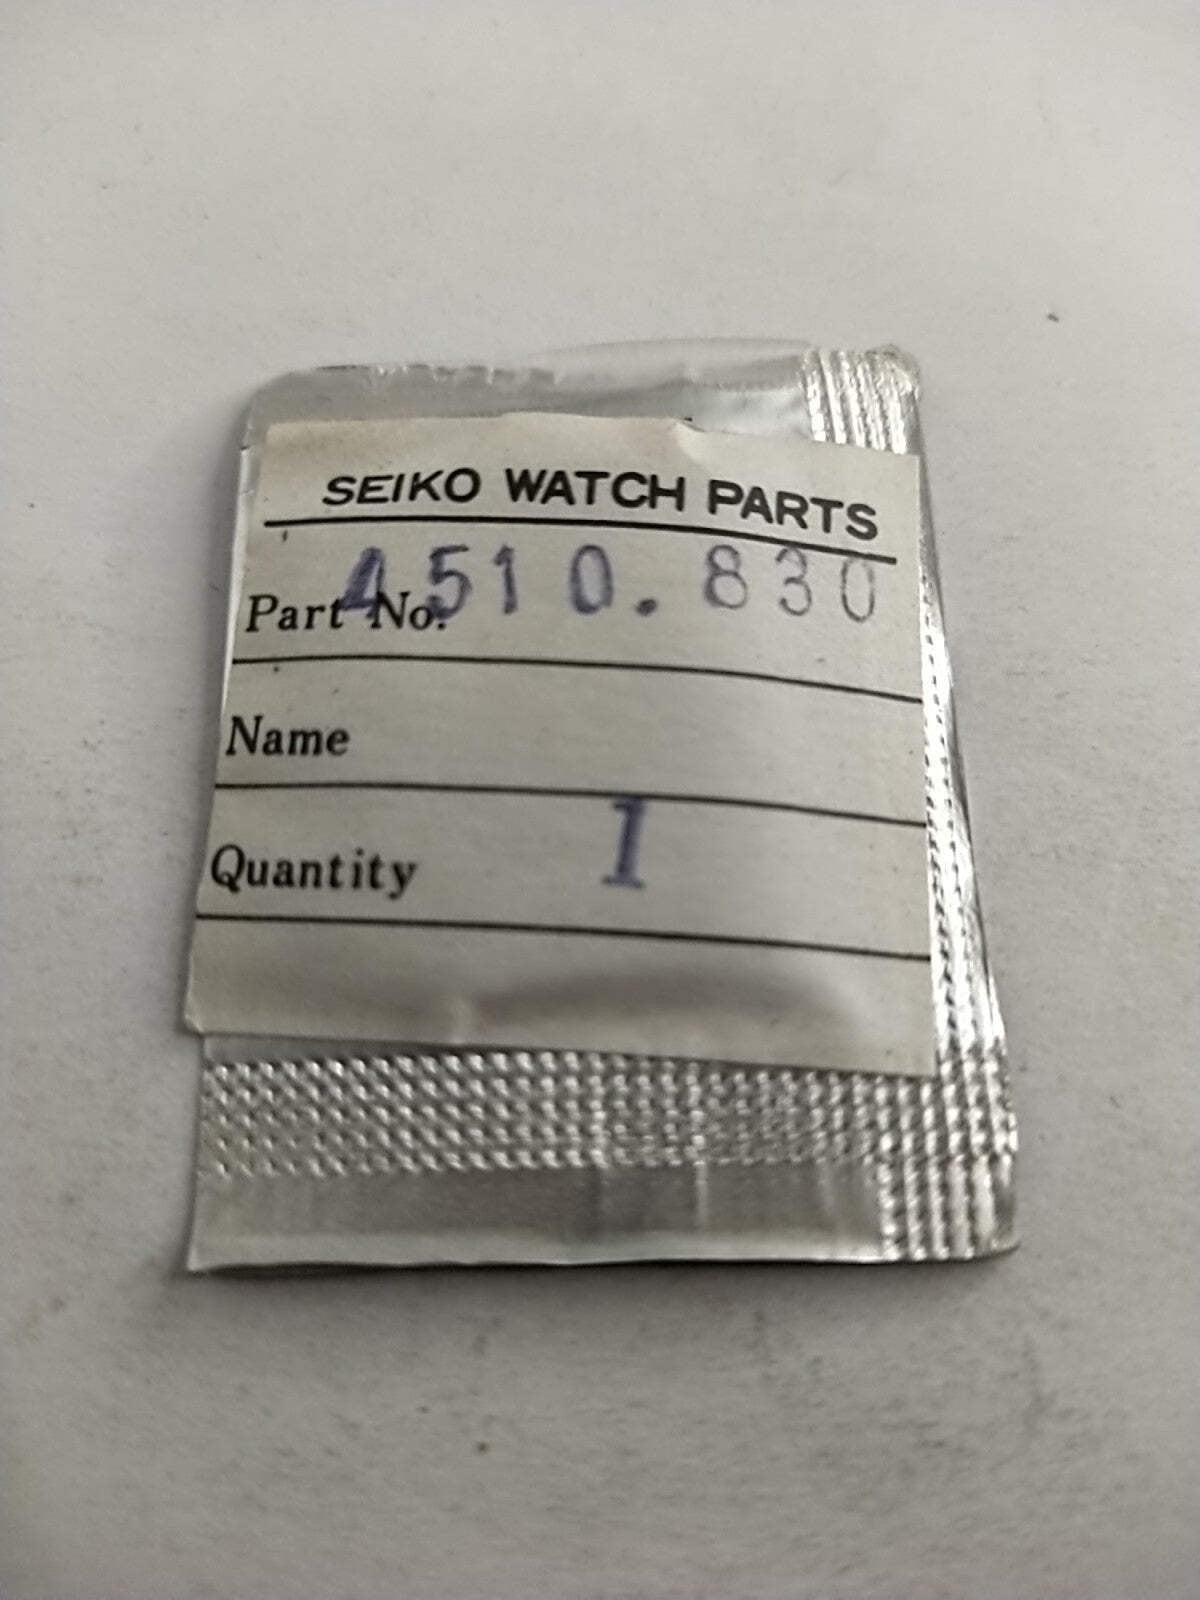 SEIKO WATCH PARTS
Part No. 4510.830
Name
Quantity 1